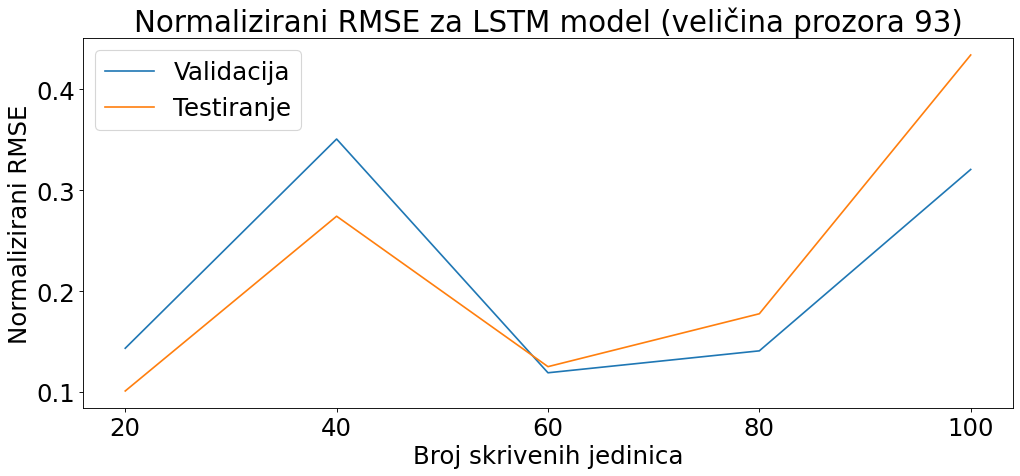 Normalizirani RMSE za LSTM model (veličina prozora 93)
Validacija
Testiranje
Normalizirani RMSE
0.4
0.3
0.2
0.1
20 40 60 80 100
Broj skrivenih jedinica